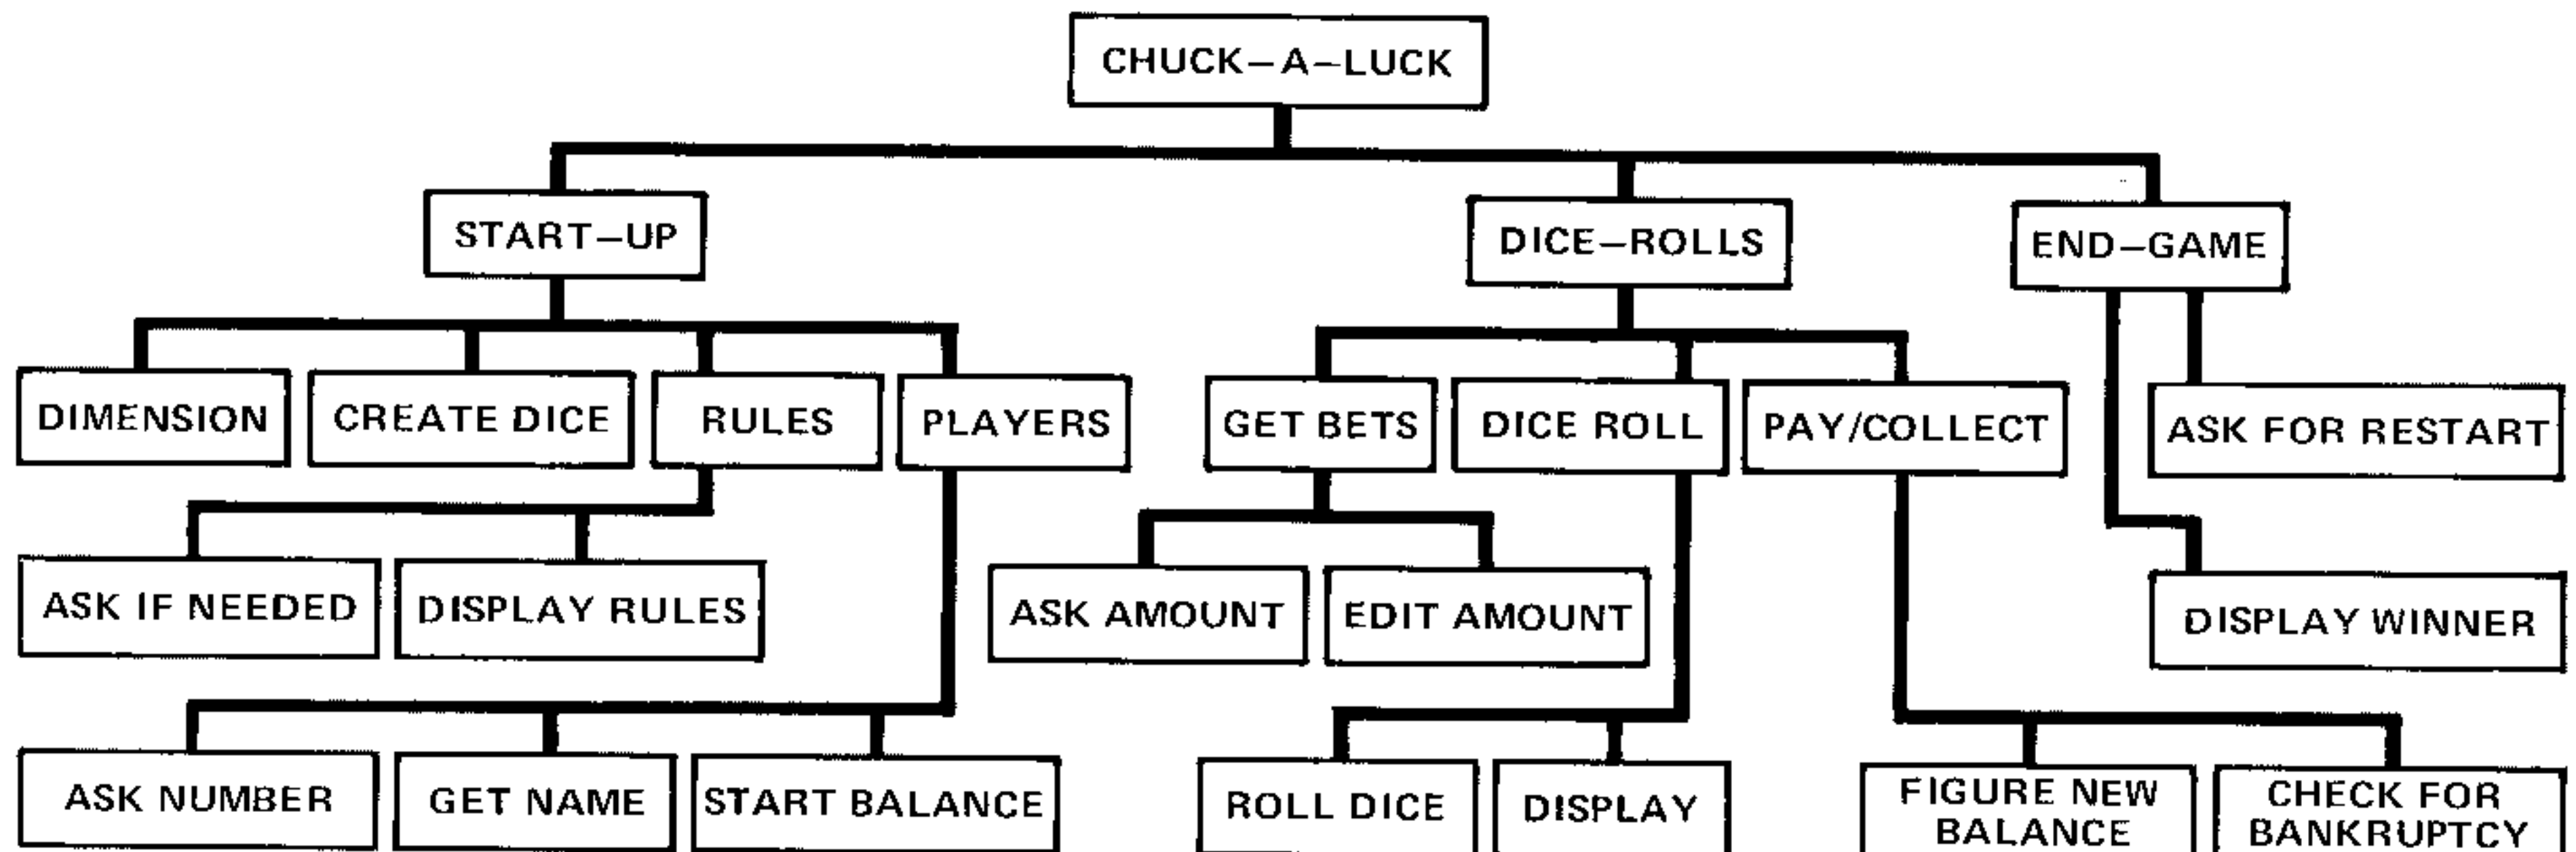 CHUCK–A–LUCK
START–UP
DICE–ROLLS
END–GAME
DIMENSION
CREATE DICE
RULES
PLAYERS
GET BETS
DICE ROLL
PAY/COLLECT
ASK FOR RESTART
ASK IF NEEDED
DISPLAY RULES
ASK AMOUNT
EDIT AMOUNT
DISPLAY WINNER
ASK NUMBER
GET NAME
START BALANCE
ROLL DICE
DISPLAY
FIGURE NEW
BALANCE
CHECK FOR
BANKRUPTCY